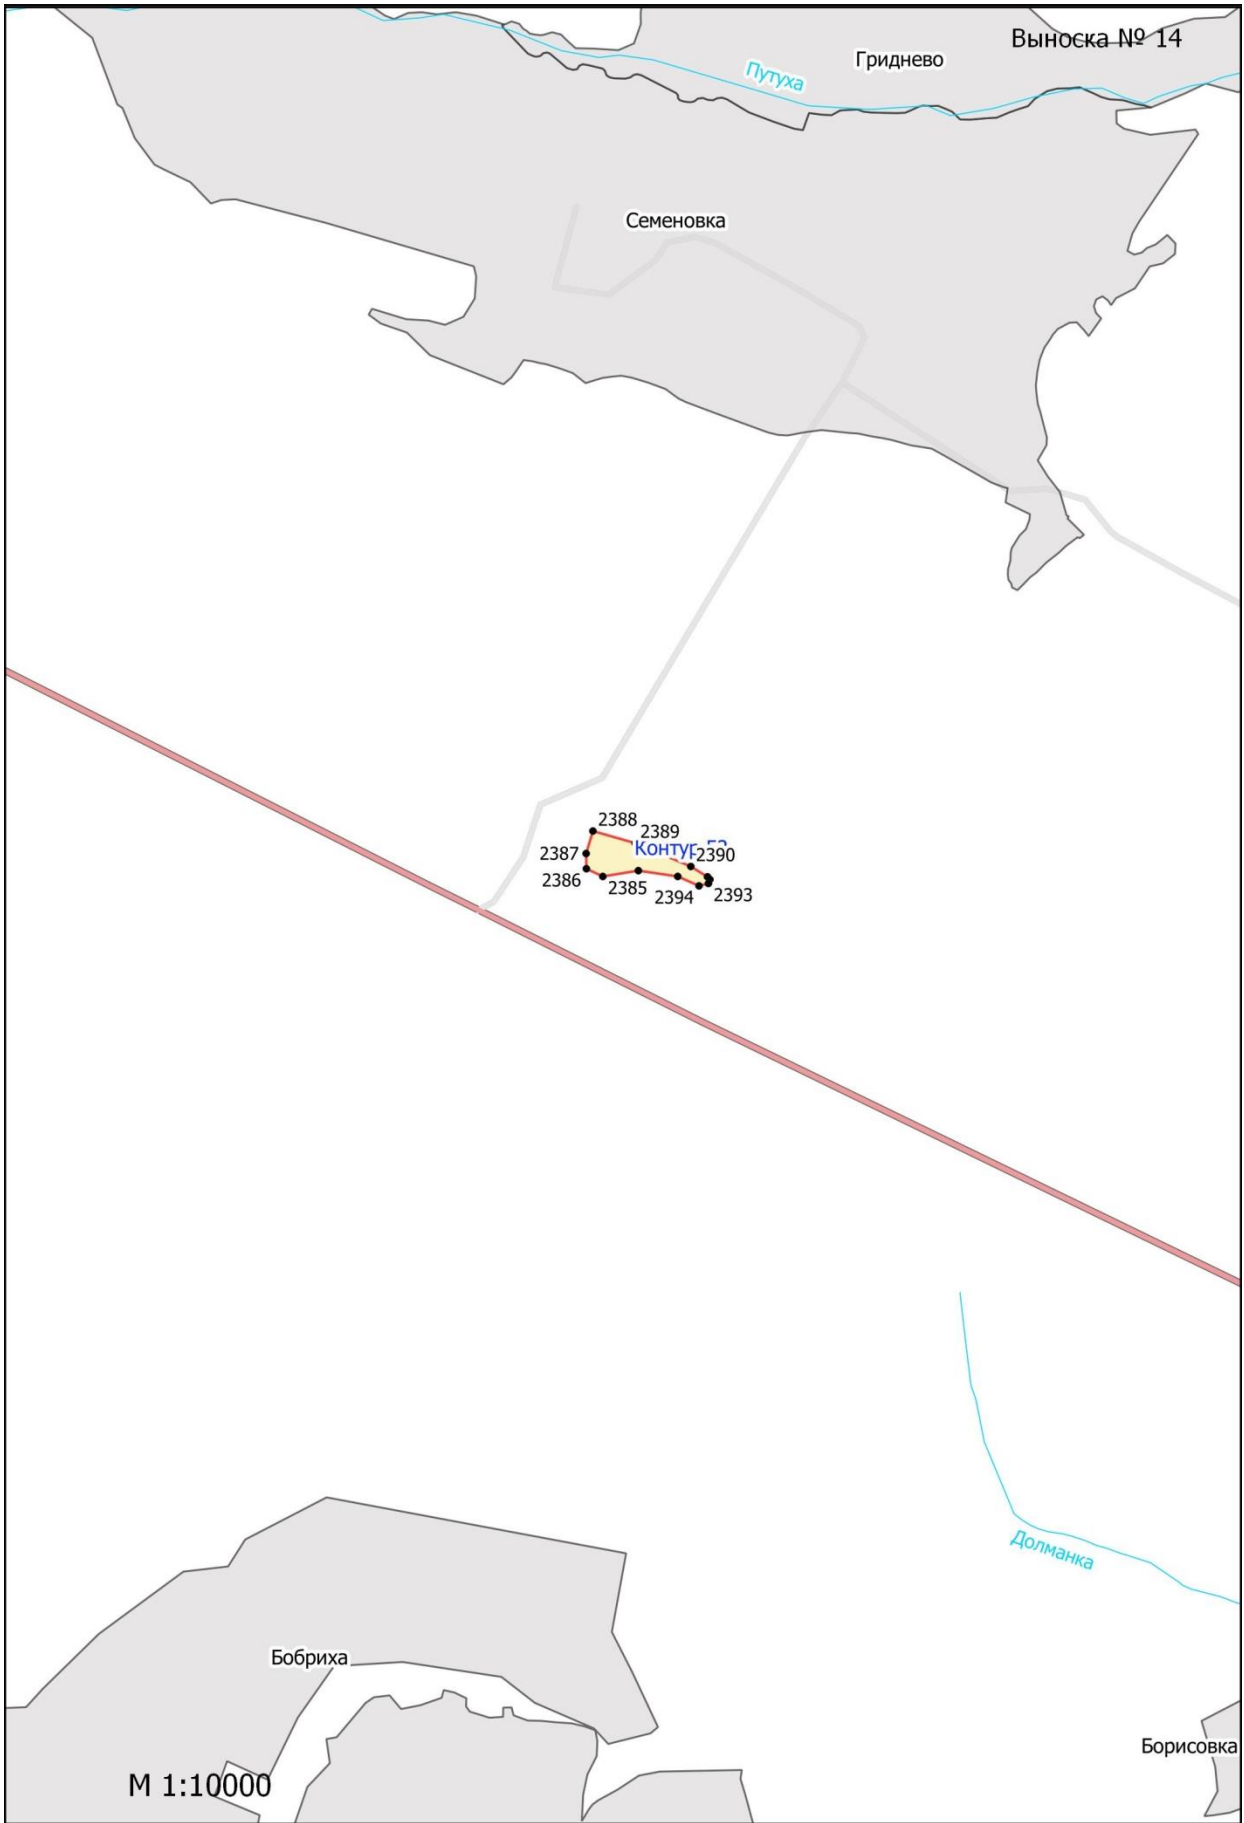 Выноска № 14
Гриднево
Путуха
Семеновка
2388
2389
Контур
2390
2387
2386
2385
2394
2393
Долманка
Бобриха
Борисовка
М 1:10000